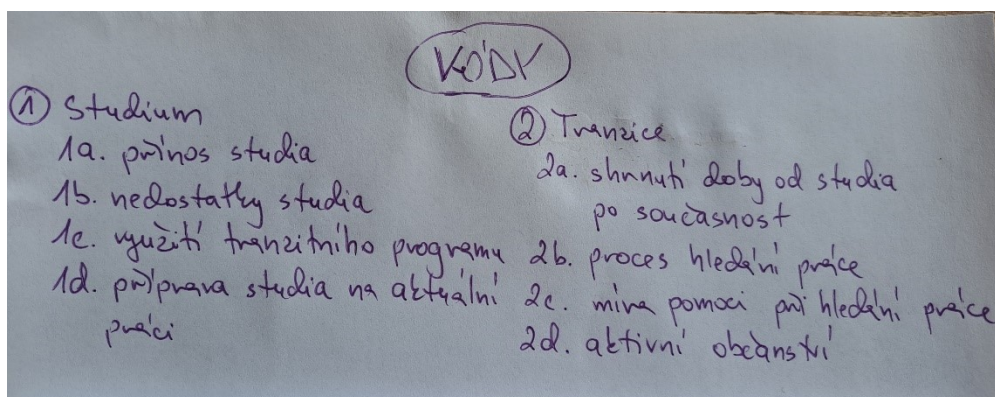 KÓDY
① Studium
1a. přínos studia
1b. nedostatky studia
1c. využití tranzitního programu
1d. příprava studia na aktuální
práci
② Tranzice
2a. shrnutí doby od studia
po současnost
2b. proces hledání práce
2c. míra pomoci při hledání práce
2d. aktivní občanství